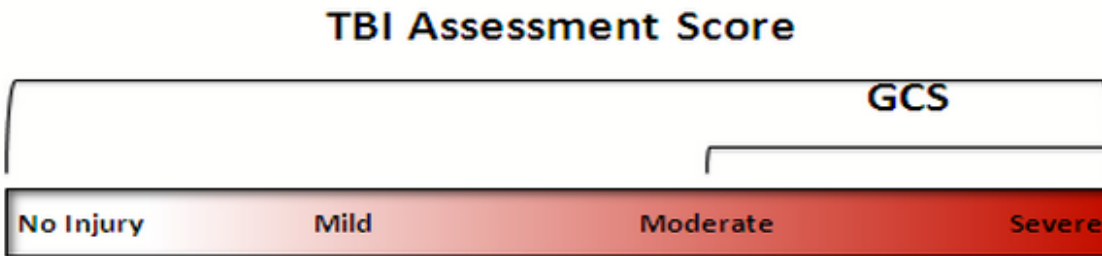 TBI Assessment Score
GCS
No Injury Mild Moderate Severe